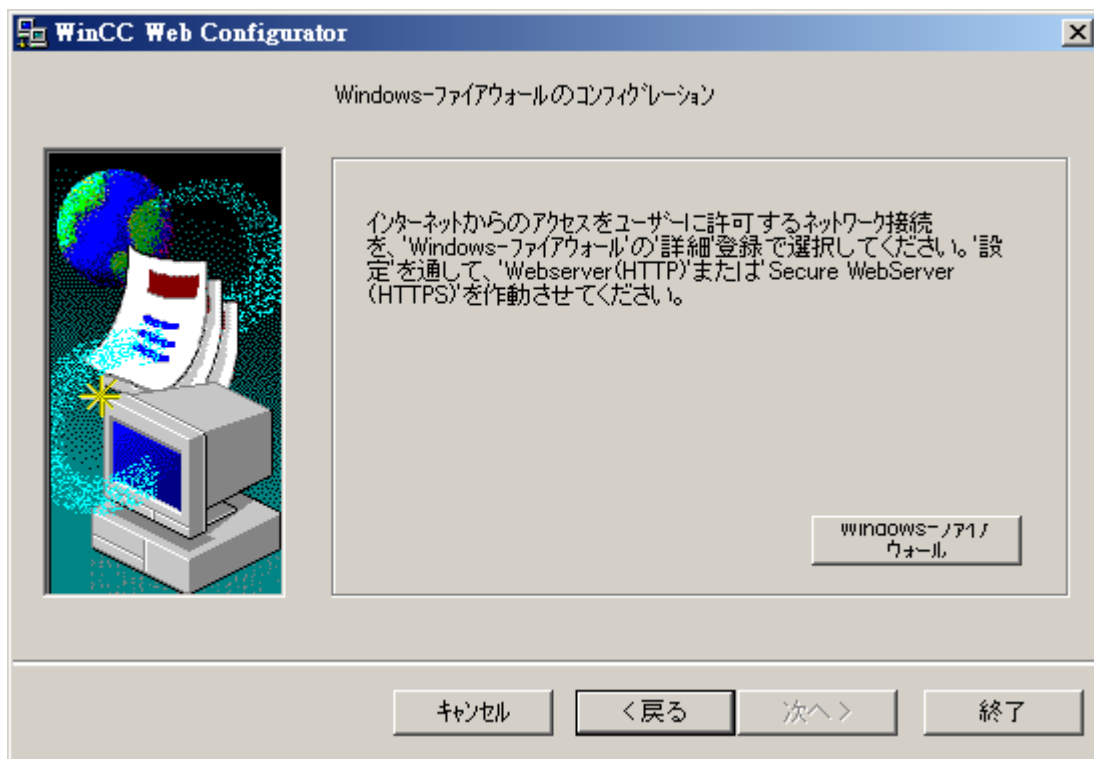 WinCC Web Configurator
Windows-ファイアウォールのコンフィグレーション
インターネットからのアクセスをユーザーに許可するネットワーク接続
を、'Windows-ファイアウォール'の'詳細'登録で選択してください。'設
定'を通して、'Webserver(HTTP)'または'Secure WebServer
(HTTPS)'を作動させてください。
Windows-ファイア
ウォール
キャンセル
<戻る
次へ>
終了